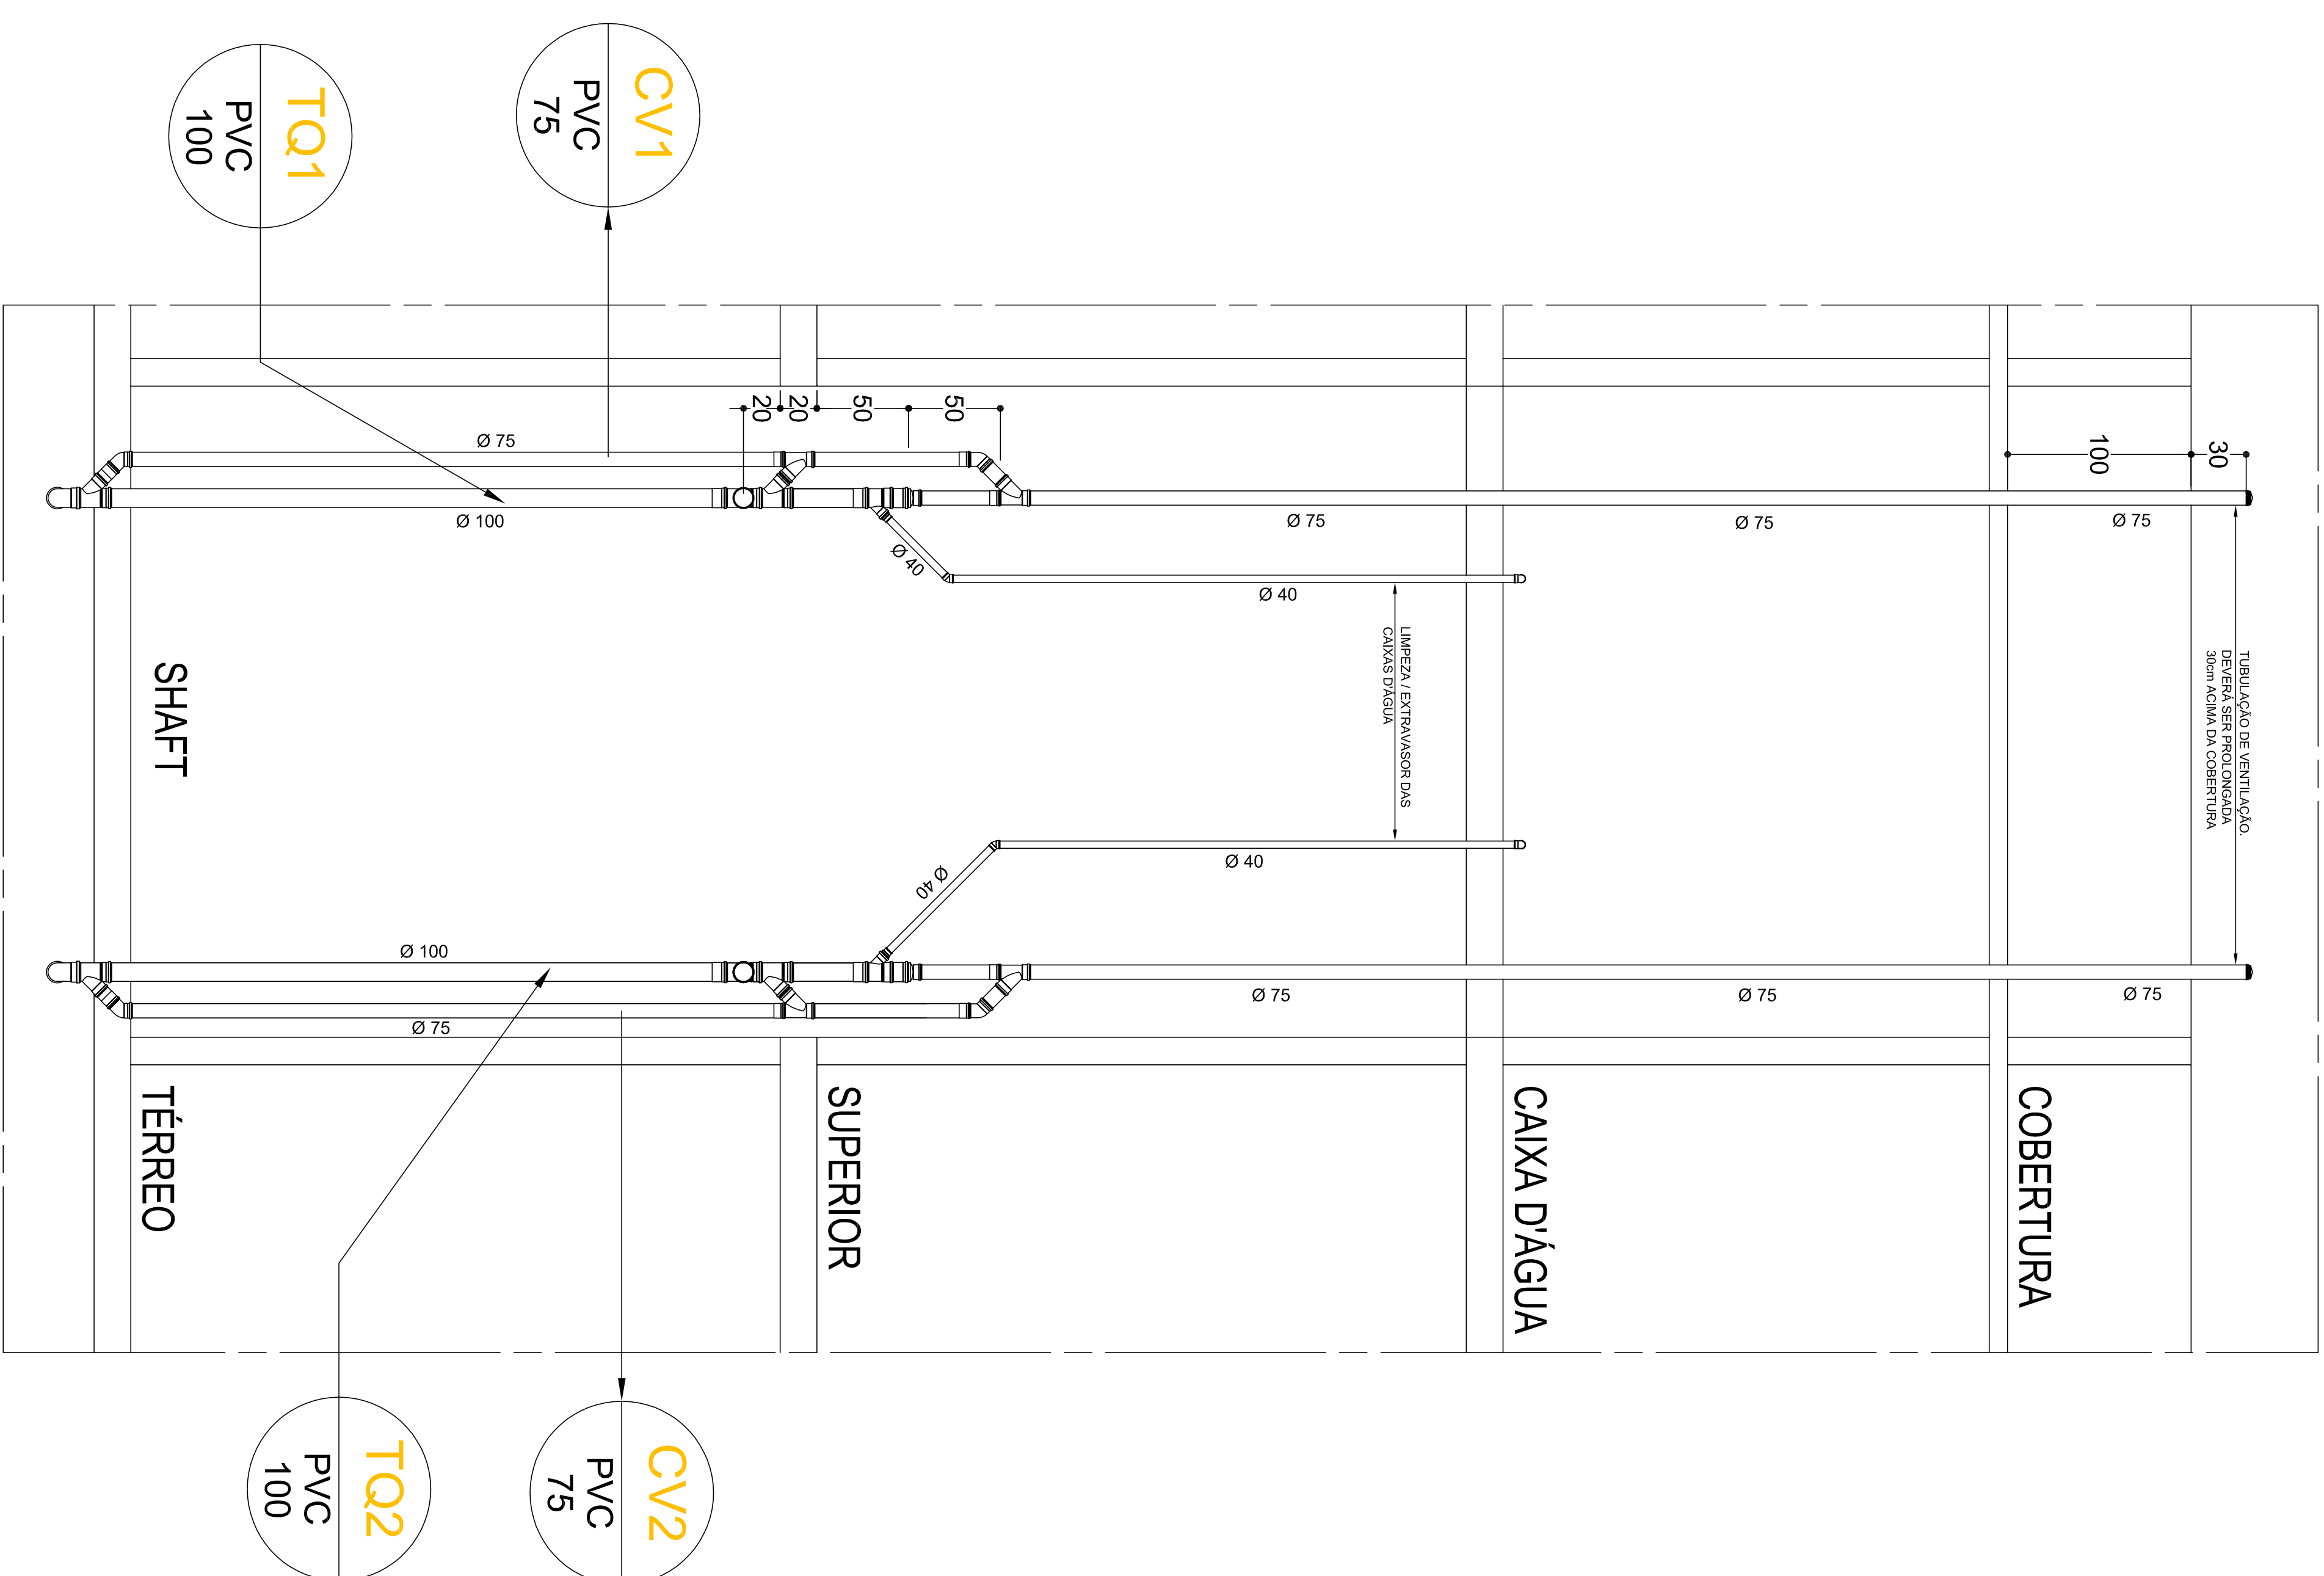 CV1
PVC
75
TQ1
PVC
100
20
20
50
50
100
30
Ø 75
Ø 100
Ø 75
Ø 75
Ø 75
Ø 40
Ø 40
LIMPEZA / EXTRAVASOR DAS
CAIXAS D'ÁGUA
TUBULAÇÃO DE VENTILAÇÃO.
DEVERÁ SER PROLONGADA
30cm ACIMA DA COBERTURA
SHAFT
Ø 40
Ø 40
Ø 100
Ø 75
Ø 75
Ø 75
Ø 75
TÉRREO
SUPERIOR
CAIXA D'ÁGUA
COBERTURA
TQ2
PVC
100
CV2
PVC
75